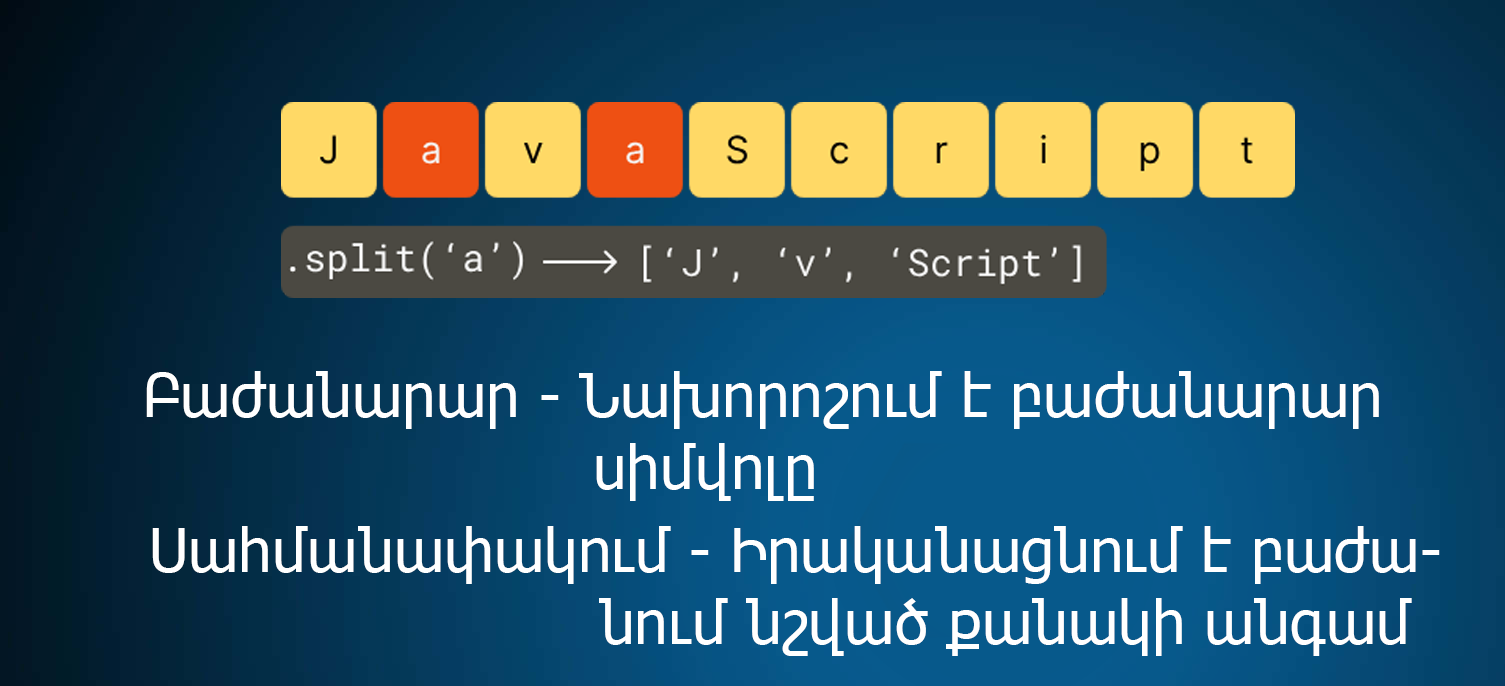 J a v a S c r i p t
.split(‘a’) ⟶ [‘J’, ‘v’, ‘Script’]
Բաժանարար - Նախորոշում է բաժանարար
սիմվոլը
Սահմանափակում - Իրականացնում է բաժա-
նում նշված քանակի անգամ